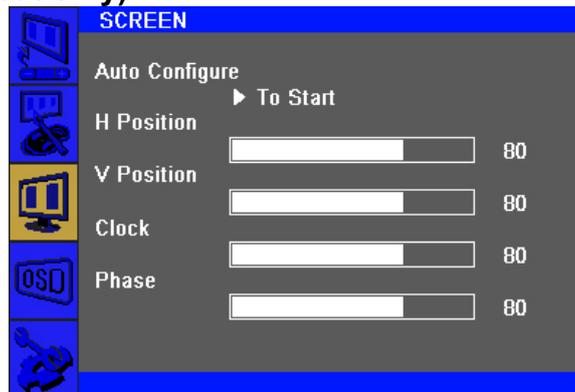 SCREEN
Auto Configure
To Start
H Position
80
V Position
80
Clock
80
Phase
80
OSD